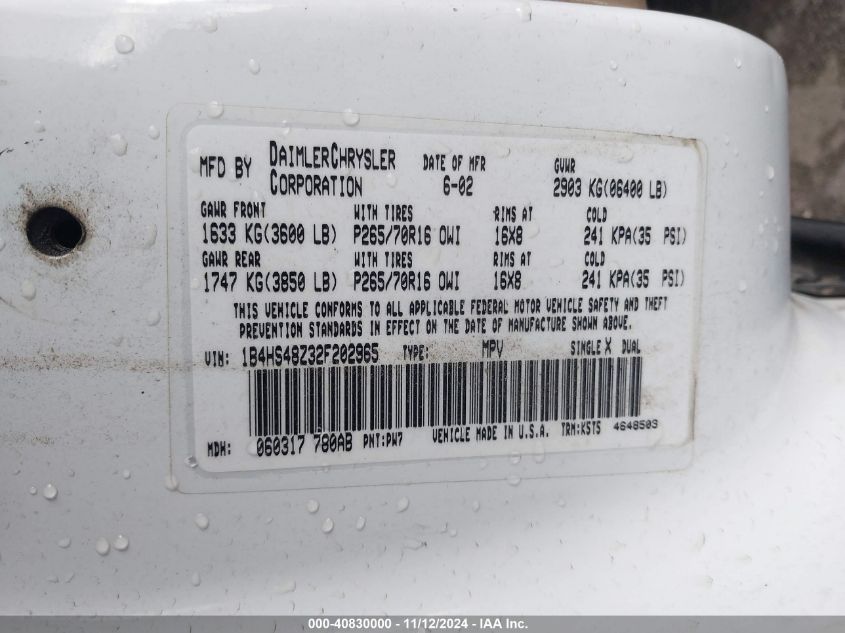 MFD BY DAIMLERCHRYSLER CORPORATION DATE OF MFR 6-02 GVWR 2903 KG(06400 LB)
GAWR FRONT WITH TIRES RIMS AT COLD
1633 KG(3600 LB) P265/70R16 OWI 16X8 241 KPA(35 PSI)
GAWR REAR WITH TIRES RIMS AT COLD
1747 KG(3850 LB) P265/70R16 OWI 16X8 241 KPA(35 PSI)
THIS VEHICLE CONFORMS TO ALL APPLICABLE FEDERAL MOTOR VEHICLE SAFETY AND THEFT
PREVENTION STANDARDS IN EFFECT ON THE DATE OF MANUFACTURE SHOWN ABOVE.
VIN: 1B4HS48Z32F202965 TYPE: MPV SINGLE X DUAL
MDH: 060317 780AB PNT:PW7 VEHICLE MADE IN U.S.A. TRM:K5T5 4648503
000-40830000 - 11/12/2024 - IAA Inc.